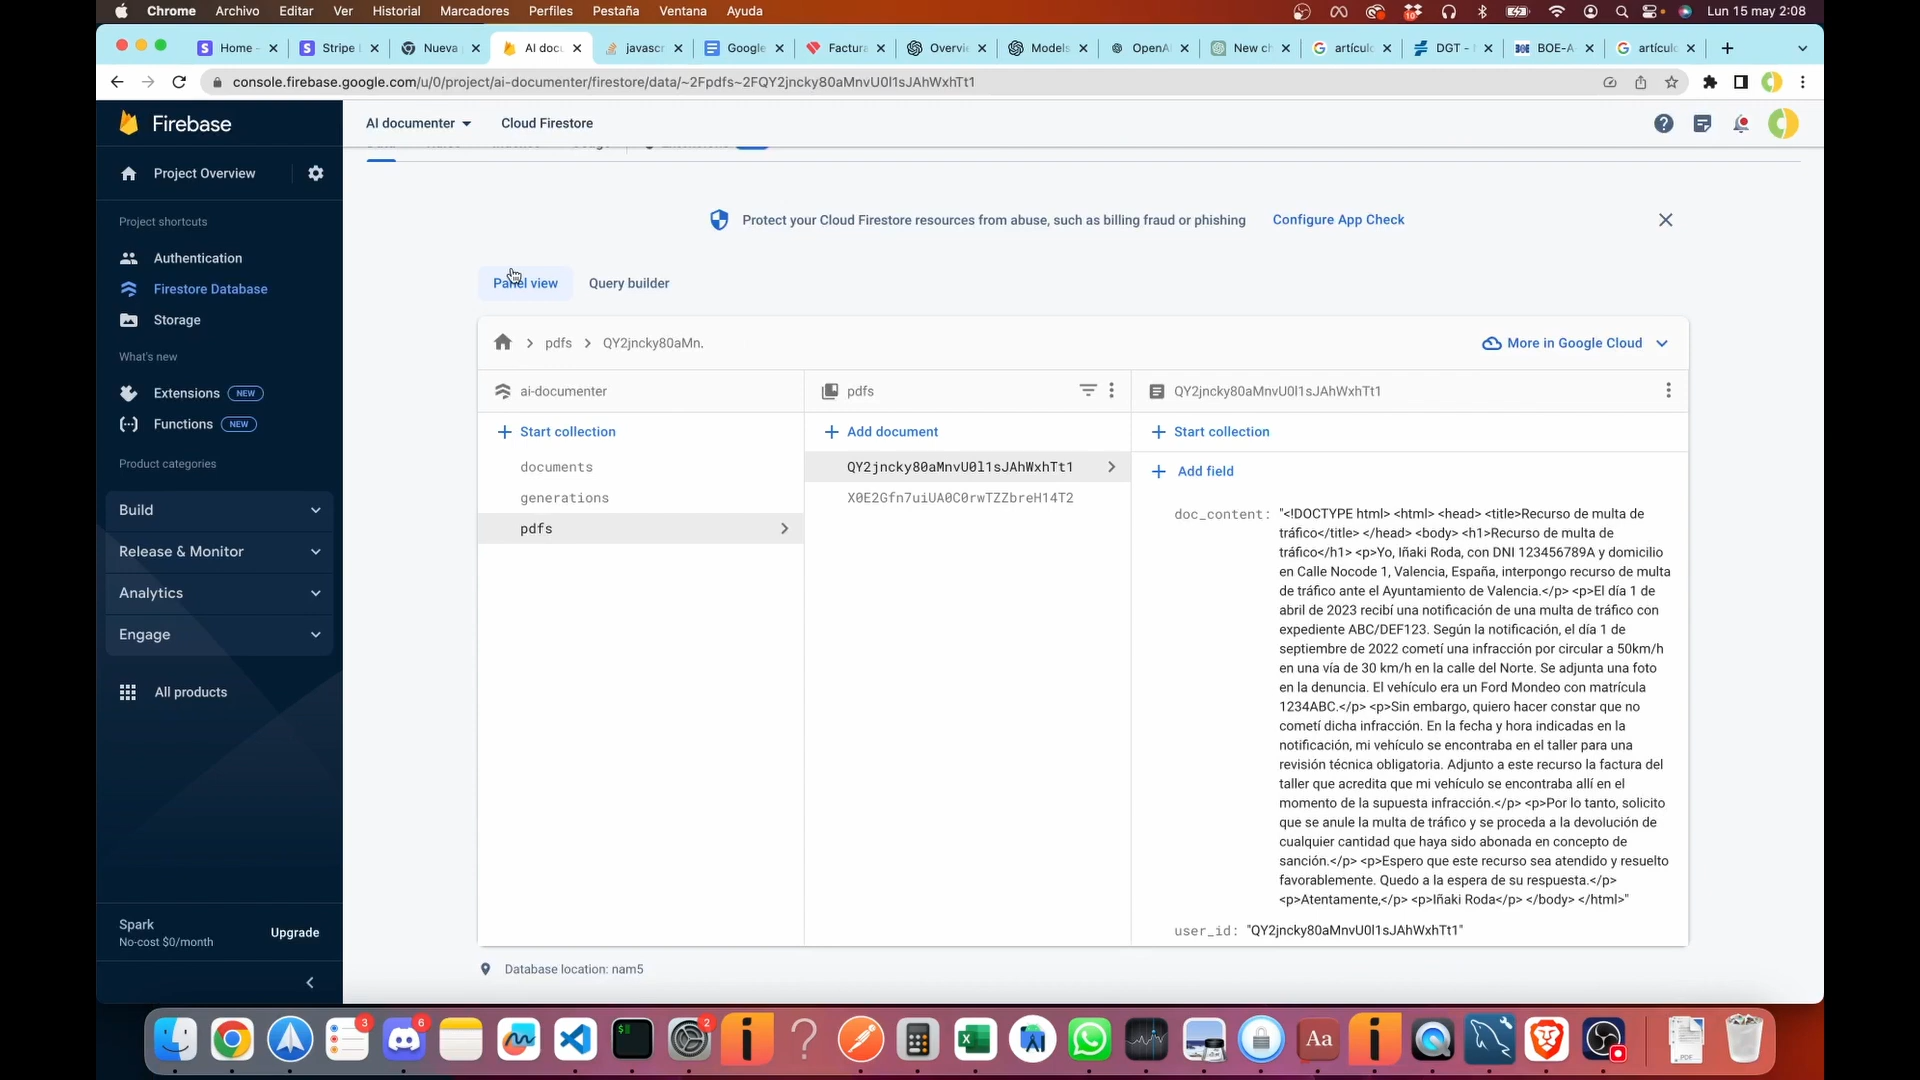 Chrome Archivo Editar Ver Historial Marcadores Perfiles Pestaña Ventana Ayuda
10
Lun 15 may 2:08
Home - Stripe L Nueva AI docu javascr Google Factura Overvie Models OpenAI New ch artícul DGT - BOE-A- artícul
console.firebase.google.com/u/0/project/ai-documenter/firestore/data/~2Fpdfs~2FQY2jncky80aMnvU0l1sJAhWxhTt1
Firebase
AI documenter
Cloud Firestore
Project Overview
Project shortcuts
Authentication
Firestore Database
Storage
What's new
Extensions NEW
Functions NEW
Product categories
Build
Release & Monitor
Analytics
Engage
All products
Spark
No-cost $0/month
Upgrade
Protect your Cloud Firestore resources from abuse, such as billing fraud or phishing
Configure App Check
Panel view
Query builder
pdfs
QY2jncky80aMn.
More in Google Cloud
ai-documenter
Start collection
documents
generations
pdfs
pdfs
Add document
QY2jncky80aMnvU0l1sJAhWxhTt1
X0E2Gfn7uiUA0C0rwTZZbreH14T2
QY2jncky80aMnvU0l1sJAhWxhTt1
Start collection
Add field
doc_content: "<!DOCTYPE html> <html> <head> <title>Recurso de multa de
tráfico</title> </head> <body> <h1>Recurso de multa de
tráfico</h1> <p>Yo, Iñaki Roda, con DNI 123456789A y domicilio
en Calle Nocode 1, Valencia, España, interpongo recurso de multa
de tráfico ante el Ayuntamiento de Valencia.</p> <p>El día 1 de
abril de 2023 recibí una notificación de una multa de tráfico con
expediente ABC/DEF123. Según la notificación, el día 1 de
septiembre de 2022 cometí una infracción por circular a 50km/h
en una vía de 30 km/h en la calle del Norte. Se adjunta una foto
en la denuncia. El vehículo era un Ford Mondeo con matrícula
1234ABC.</p> <p>Sin embargo, quiero hacer constar que no
cometí dicha infracción. En la fecha y hora indicadas en la
notificación, mi vehículo se encontraba en el taller para una
revisión técnica obligatoria. Adjunto a este recurso la factura del
taller que acredita que mi vehículo se encontraba allí en el
momento de la supuesta infracción.</p> <p>Por lo tanto, solicito
que se anule la multa de tráfico y se proceda a la devolución de
cualquier cantidad que haya sido abonada en concepto de
sanción.</p> <p>Espero que este recurso sea atendido y resuelto
favorablemente. Quedo a la espera de su respuesta.</p>
<p>Atentamente,</p> <p>Iñaki Roda</p> </body> </html>"
user_id: "QY2jncky80aMnvU0l1sJAhWxhTt1"
Database location: nam5
3
6
2
Aa
PDF